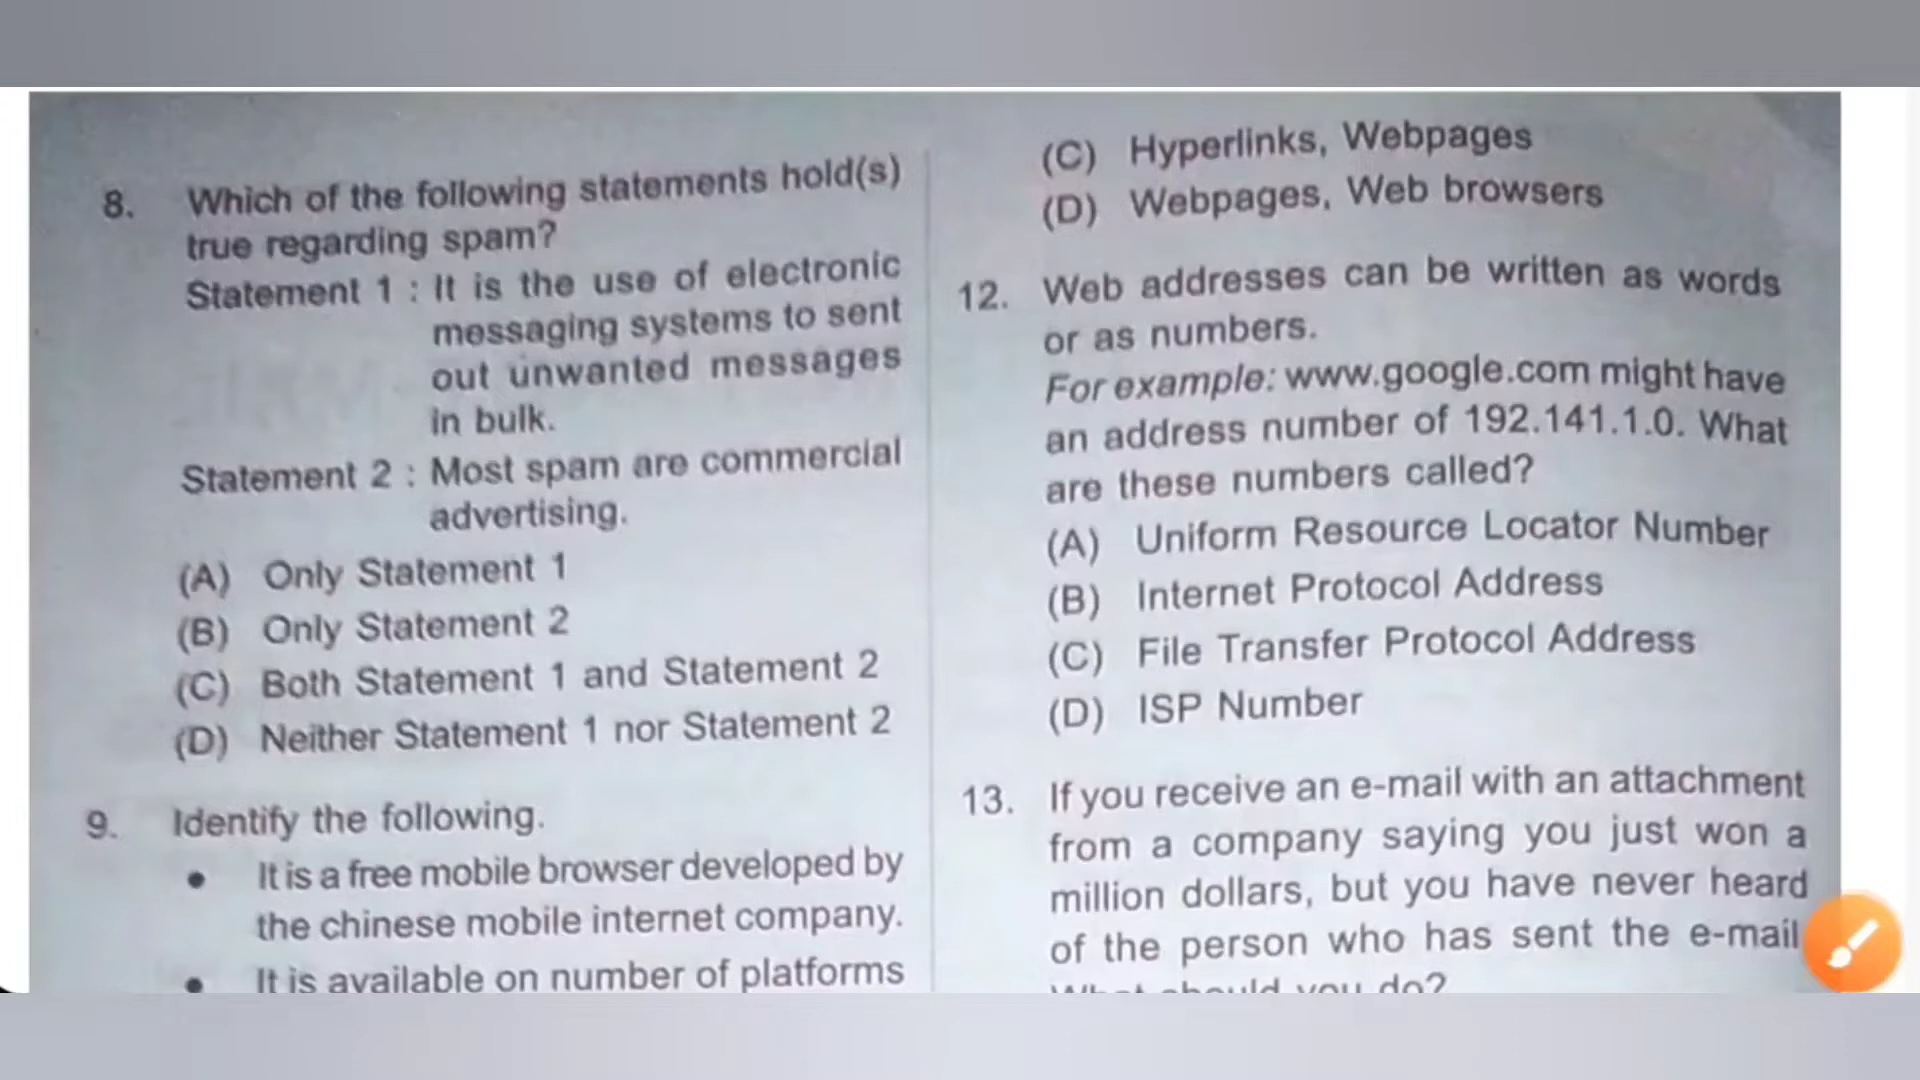 8. Which of the following statements hold(s)
true regarding spam?
Statement 1 : It is the use of electronic
messaging systems to sent
out unwanted messages
in bulk.
Statement 2 : Most spam are commercial
advertising.
(A) Only Statement 1
(B) Only Statement 2
(C) Both Statement 1 and Statement 2
(D) Neither Statement 1 nor Statement 2
9. Identify the following.
• It is a free mobile browser developed by
the chinese mobile internet company.
• It is available on number of platforms
(C) Hyperlinks, Webpages
(D) Webpages, Web browsers
12. Web addresses can be written as words
or as numbers.
For example: www.google.com might have
an address number of 192.141.1.0. What
are these numbers called?
(A) Uniform Resource Locator Number
(B) Internet Protocol Address
(C) File Transfer Protocol Address
(D) ISP Number
13. If you receive an e-mail with an attachment
from a company saying you just won a
million dollars, but you have never heard
of the person who has sent the e-mail
What should you do?